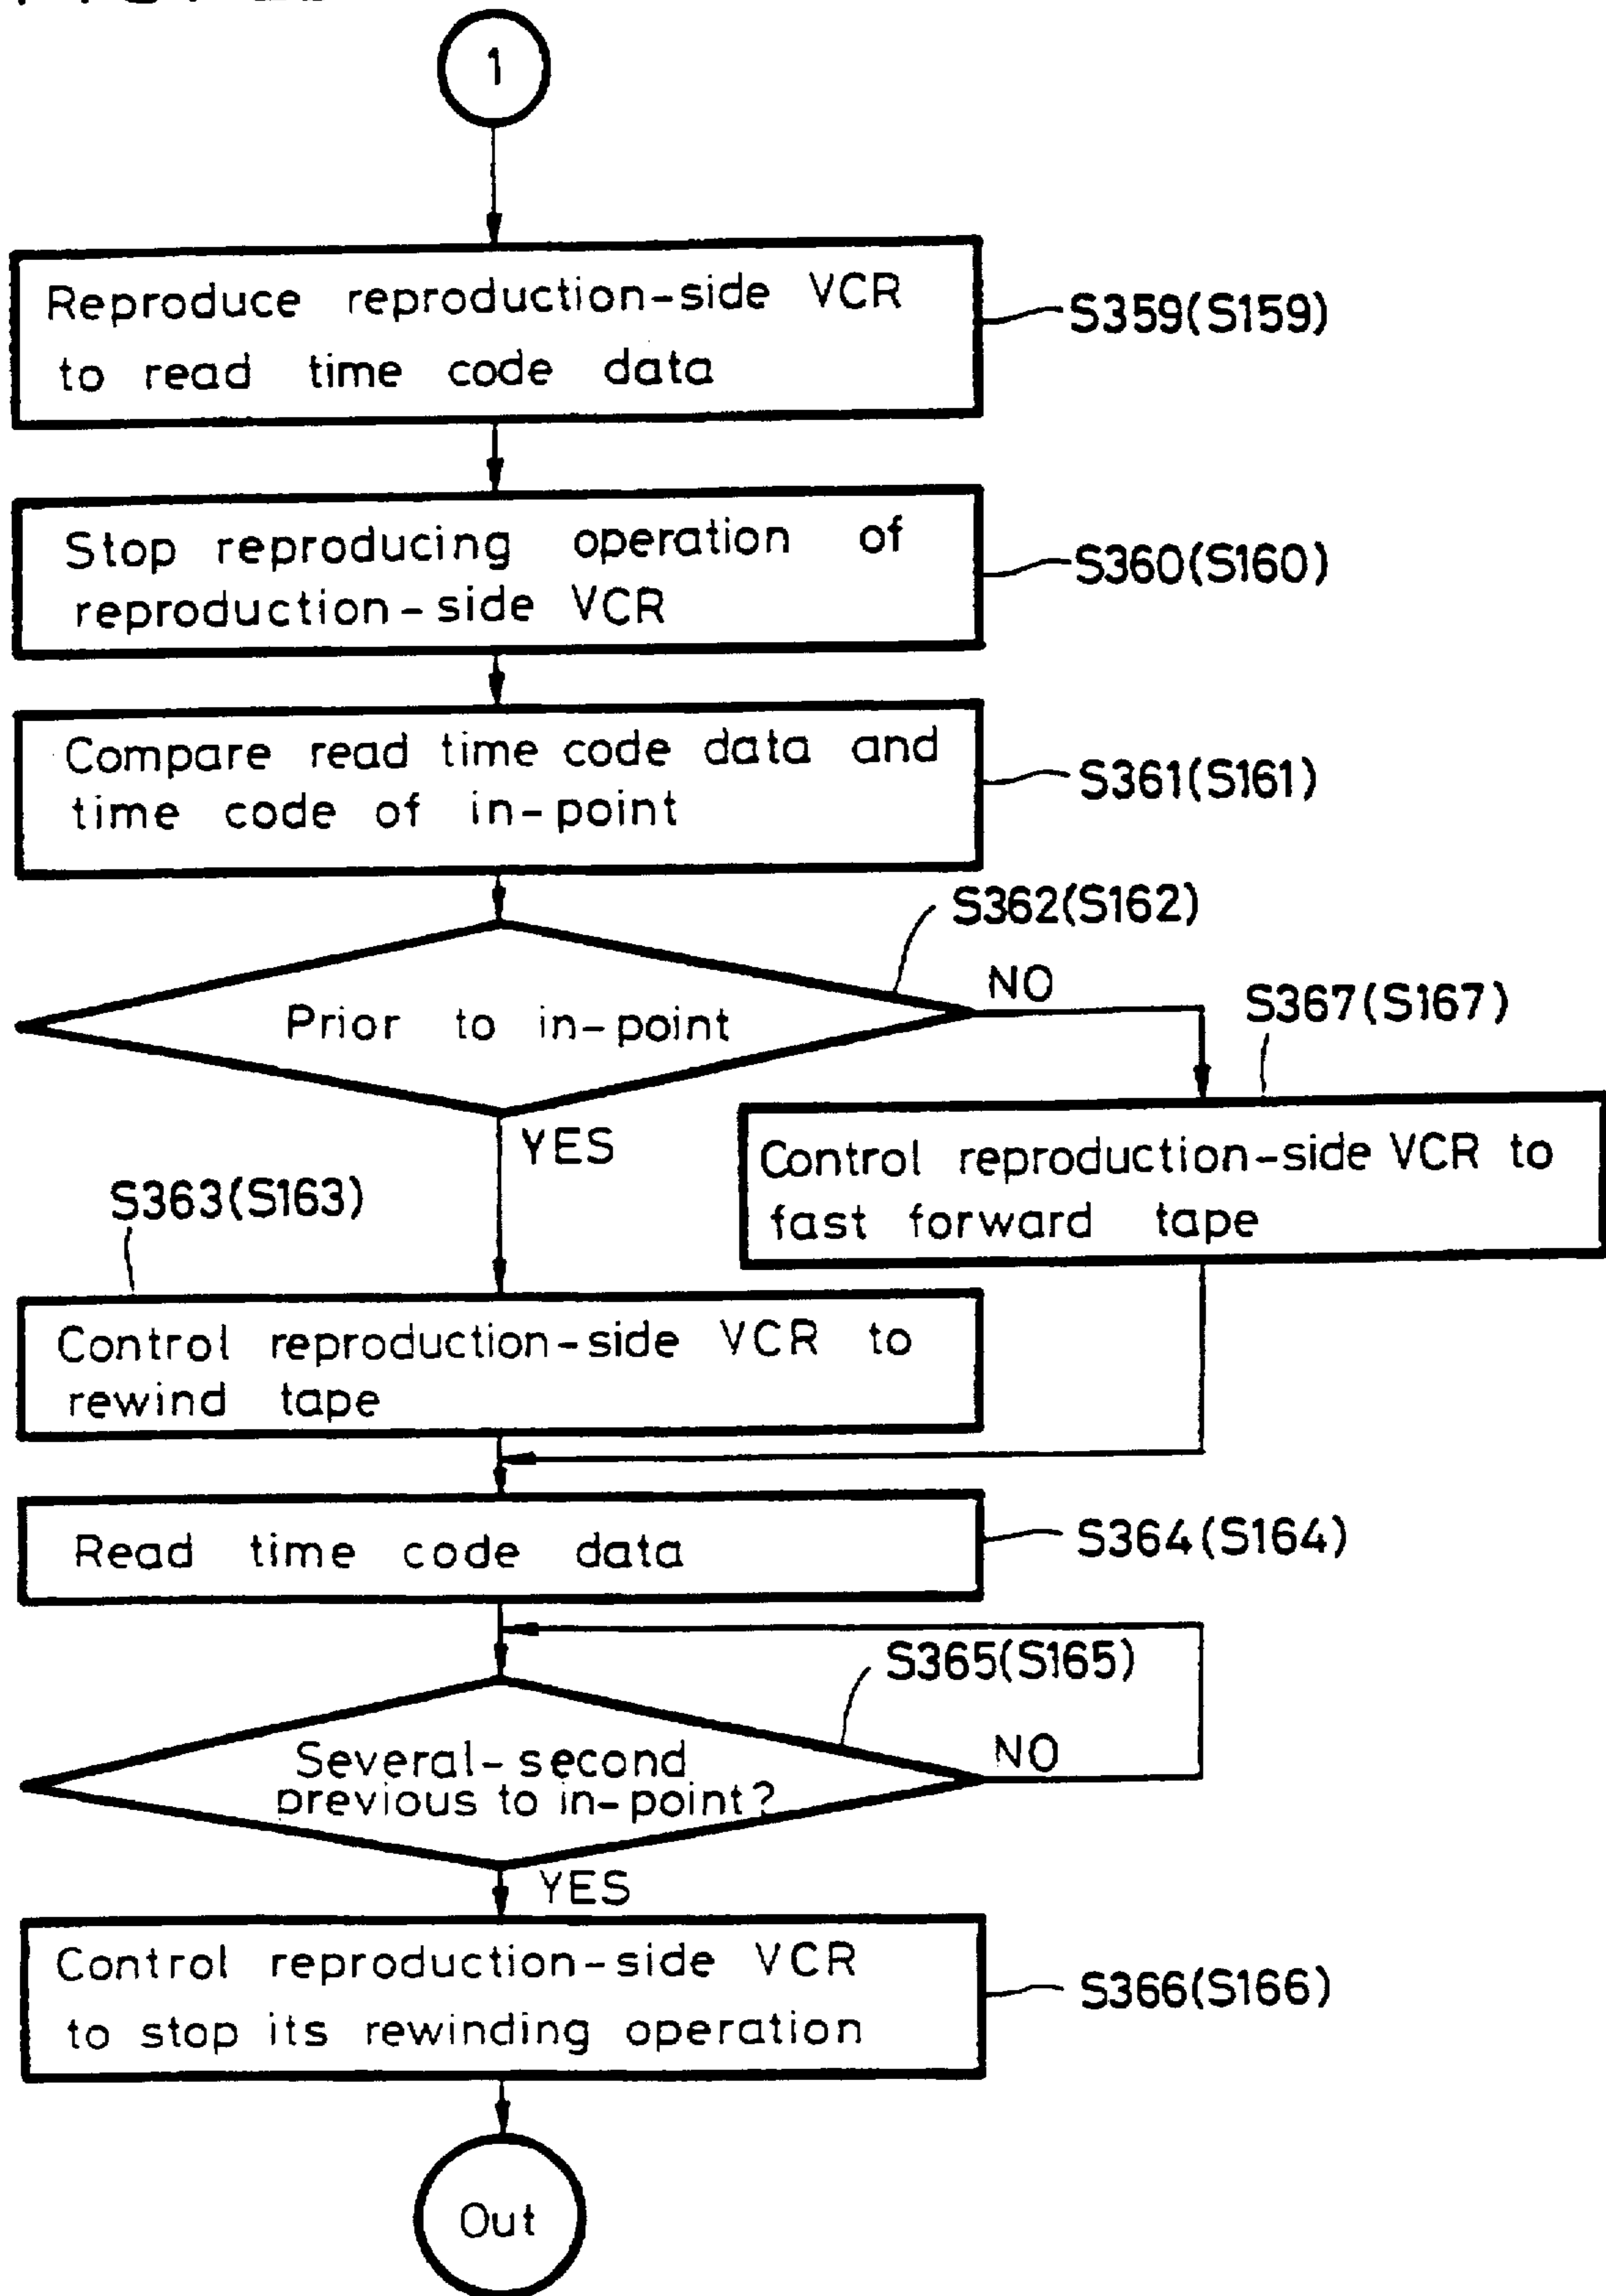 1
Reproduce reproduction-side VCR
to read time code data
S359(S159)
Stop reproducing operation of
reproduction-side VCR
S360(S160)
Compare read time code data and
time code of in-point
S361(S161)
S362(S162)
Prior to in-point
NO
S367(S167)
YES
Control reproduction-side VCR to
fast forward tape
S363(S163)
Control reproduction-side VCR to
rewind tape
Read time code data
S364(S164)
S365(S165)
Several-second
previous to in-point?
NO
YES
Control reproduction-side VCR
to stop its rewinding operation
S366(S166)
Out